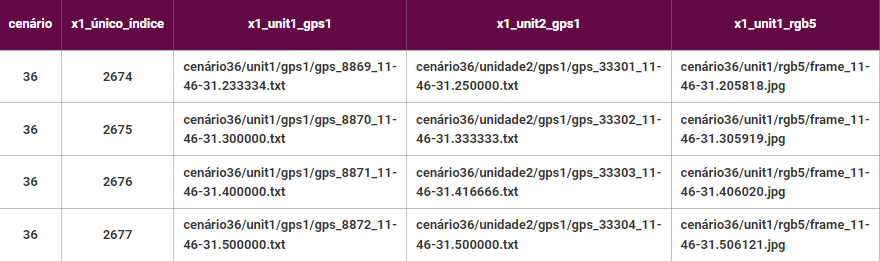 cenário x1_único_índice x1_unit1_gps1 x1_unit2_gps1 x1_unit1_rgb5
36 2674 cenário36/unit1/gps1/gps_8869_11- cenário36/unidade2/gps1/gps_33301_11- cenário36/unit1/rgb5/frame_11-
46-31.233334.txt 46-31.250000.txt 46-31.205818.jpg
36 2675 cenário36/unit1/gps1/gps_8870_11- cenário36/unidade2/gps1/gps_33302_11- cenário36/unit1/rgb5/frame_11-
46-31.300000.txt 46-31.333333.txt 46-31.305919.jpg
36 2676 cenário36/unit1/gps1/gps_8871_11- cenário36/unidade2/gps1/gps_33303_11- cenário36/unit1/rgb5/frame_11-
46-31.400000.txt 46-31.416666.txt 46-31.406020.jpg
36 2677 cenário36/unit1/gps1/gps_8872_11- cenário36/unidade2/gps1/gps_33304_11- cenário36/unit1/rgb5/frame_11-
46-31.500000.txt 46-31.500000.txt 46-31.506121.jpg